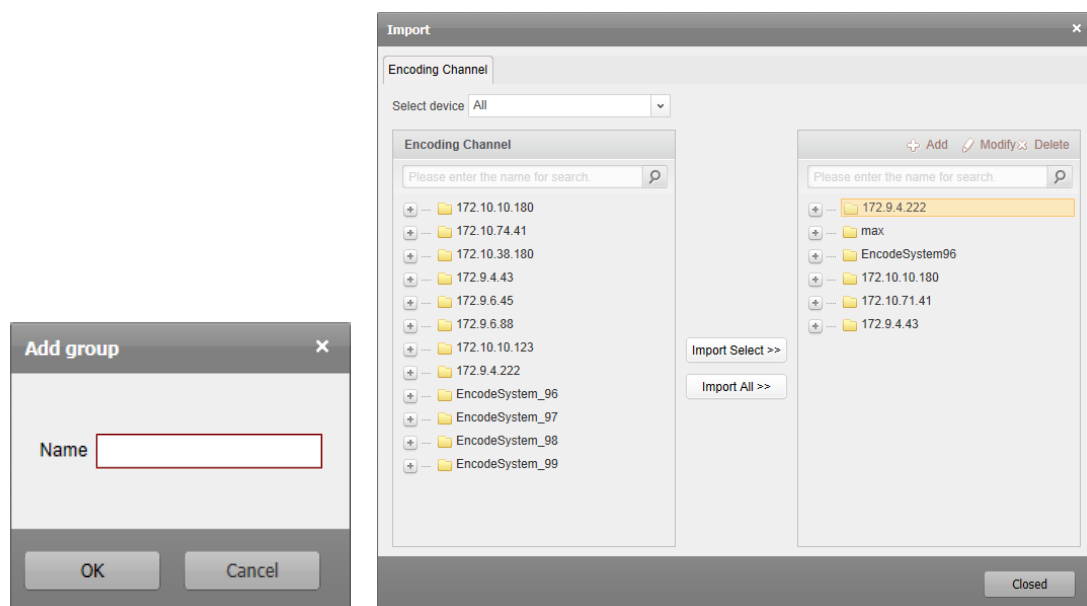 Add group
Name
OK
Cancel
Import
Encoding Channel
Select device All
Encoding Channel
Please enter the name for search.
172.10.10.180
172.10.74.41
172.10.38.180
172.9.4.43
172.9.6.45
172.9.6.88
172.10.10.123
172.9.4.222
EncodeSystem_96
EncodeSystem_97
EncodeSystem_98
EncodeSystem_99
Import Select >>
Import All >>
Add Modify Delete
Please enter the name for search.
172.9.4.222
max
EncodeSystem96
172.10.10.180
172.10.71.41
172.9.4.43
Closed